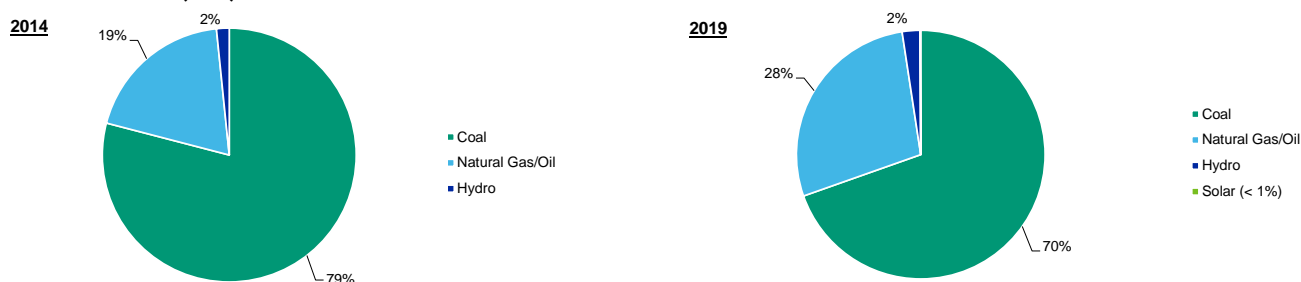 2014
2%
19%
79%
Coal
Natural Gas/Oil
Hydro
2019
2%
28%
70%
Coal
Natural Gas/Oil
Hydro
Solar (< 1%)